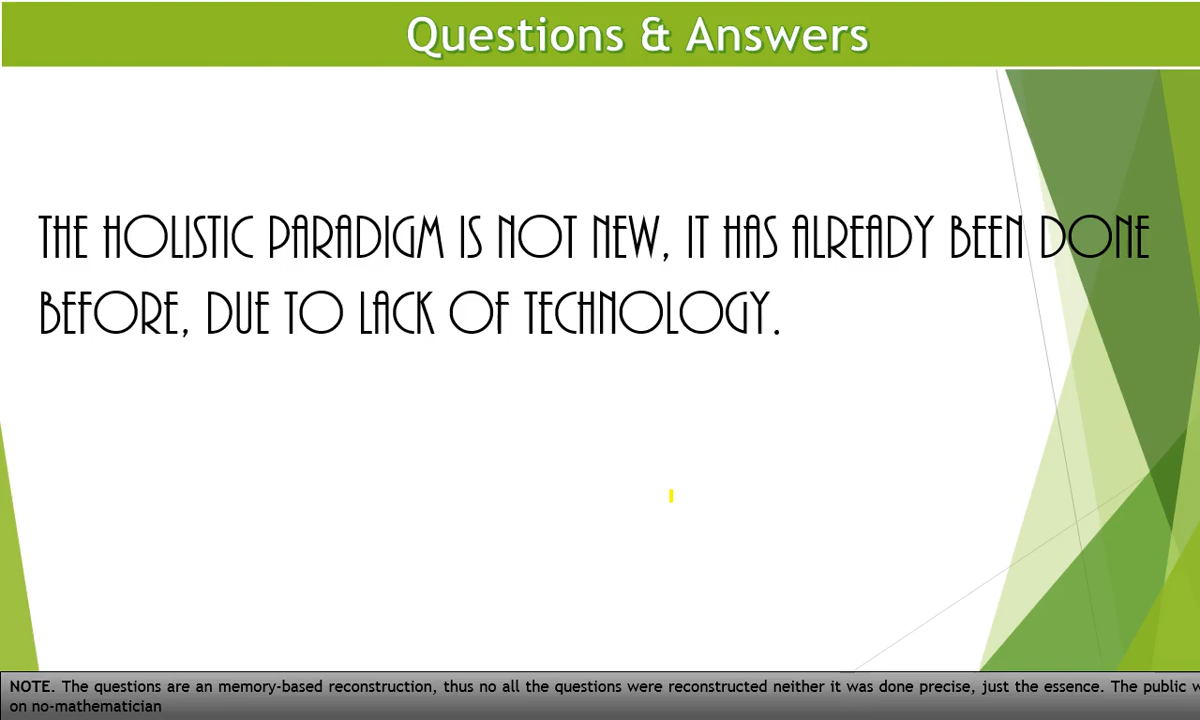 Questions & Answers
THE HOLISTIC PARADIGM IS NOT NEW, IT HAS ALREADY BEEN DONE
BEFORE, DUE TO LACK OF TECHNOLOGY.
NOTE. The questions are an memory-based reconstruction, thus no all the questions were reconstructed neither it was done precise, just the essence. The public
on no-mathematician